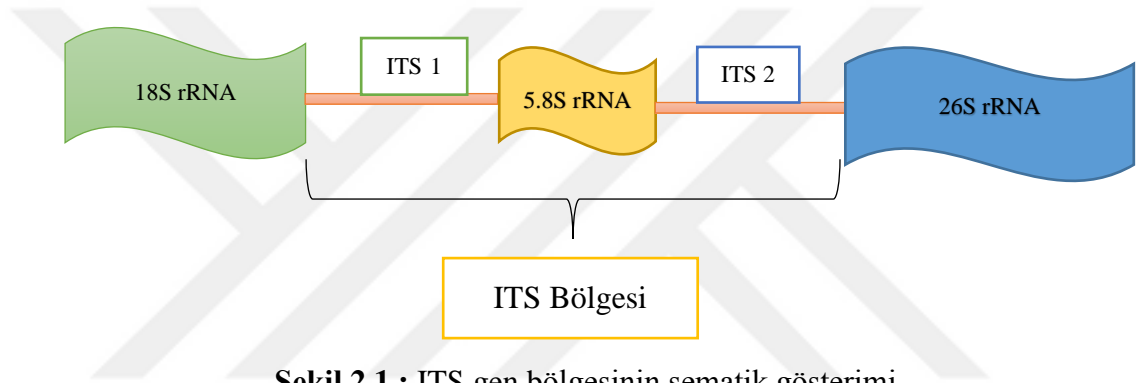 18S rRNA
ITS 1
5.8S rRNA
ITS 2
26S rRNA
ITS Bölgesi
Şekil 2.1 : ITS gen bölgesinin şematik gösterimi